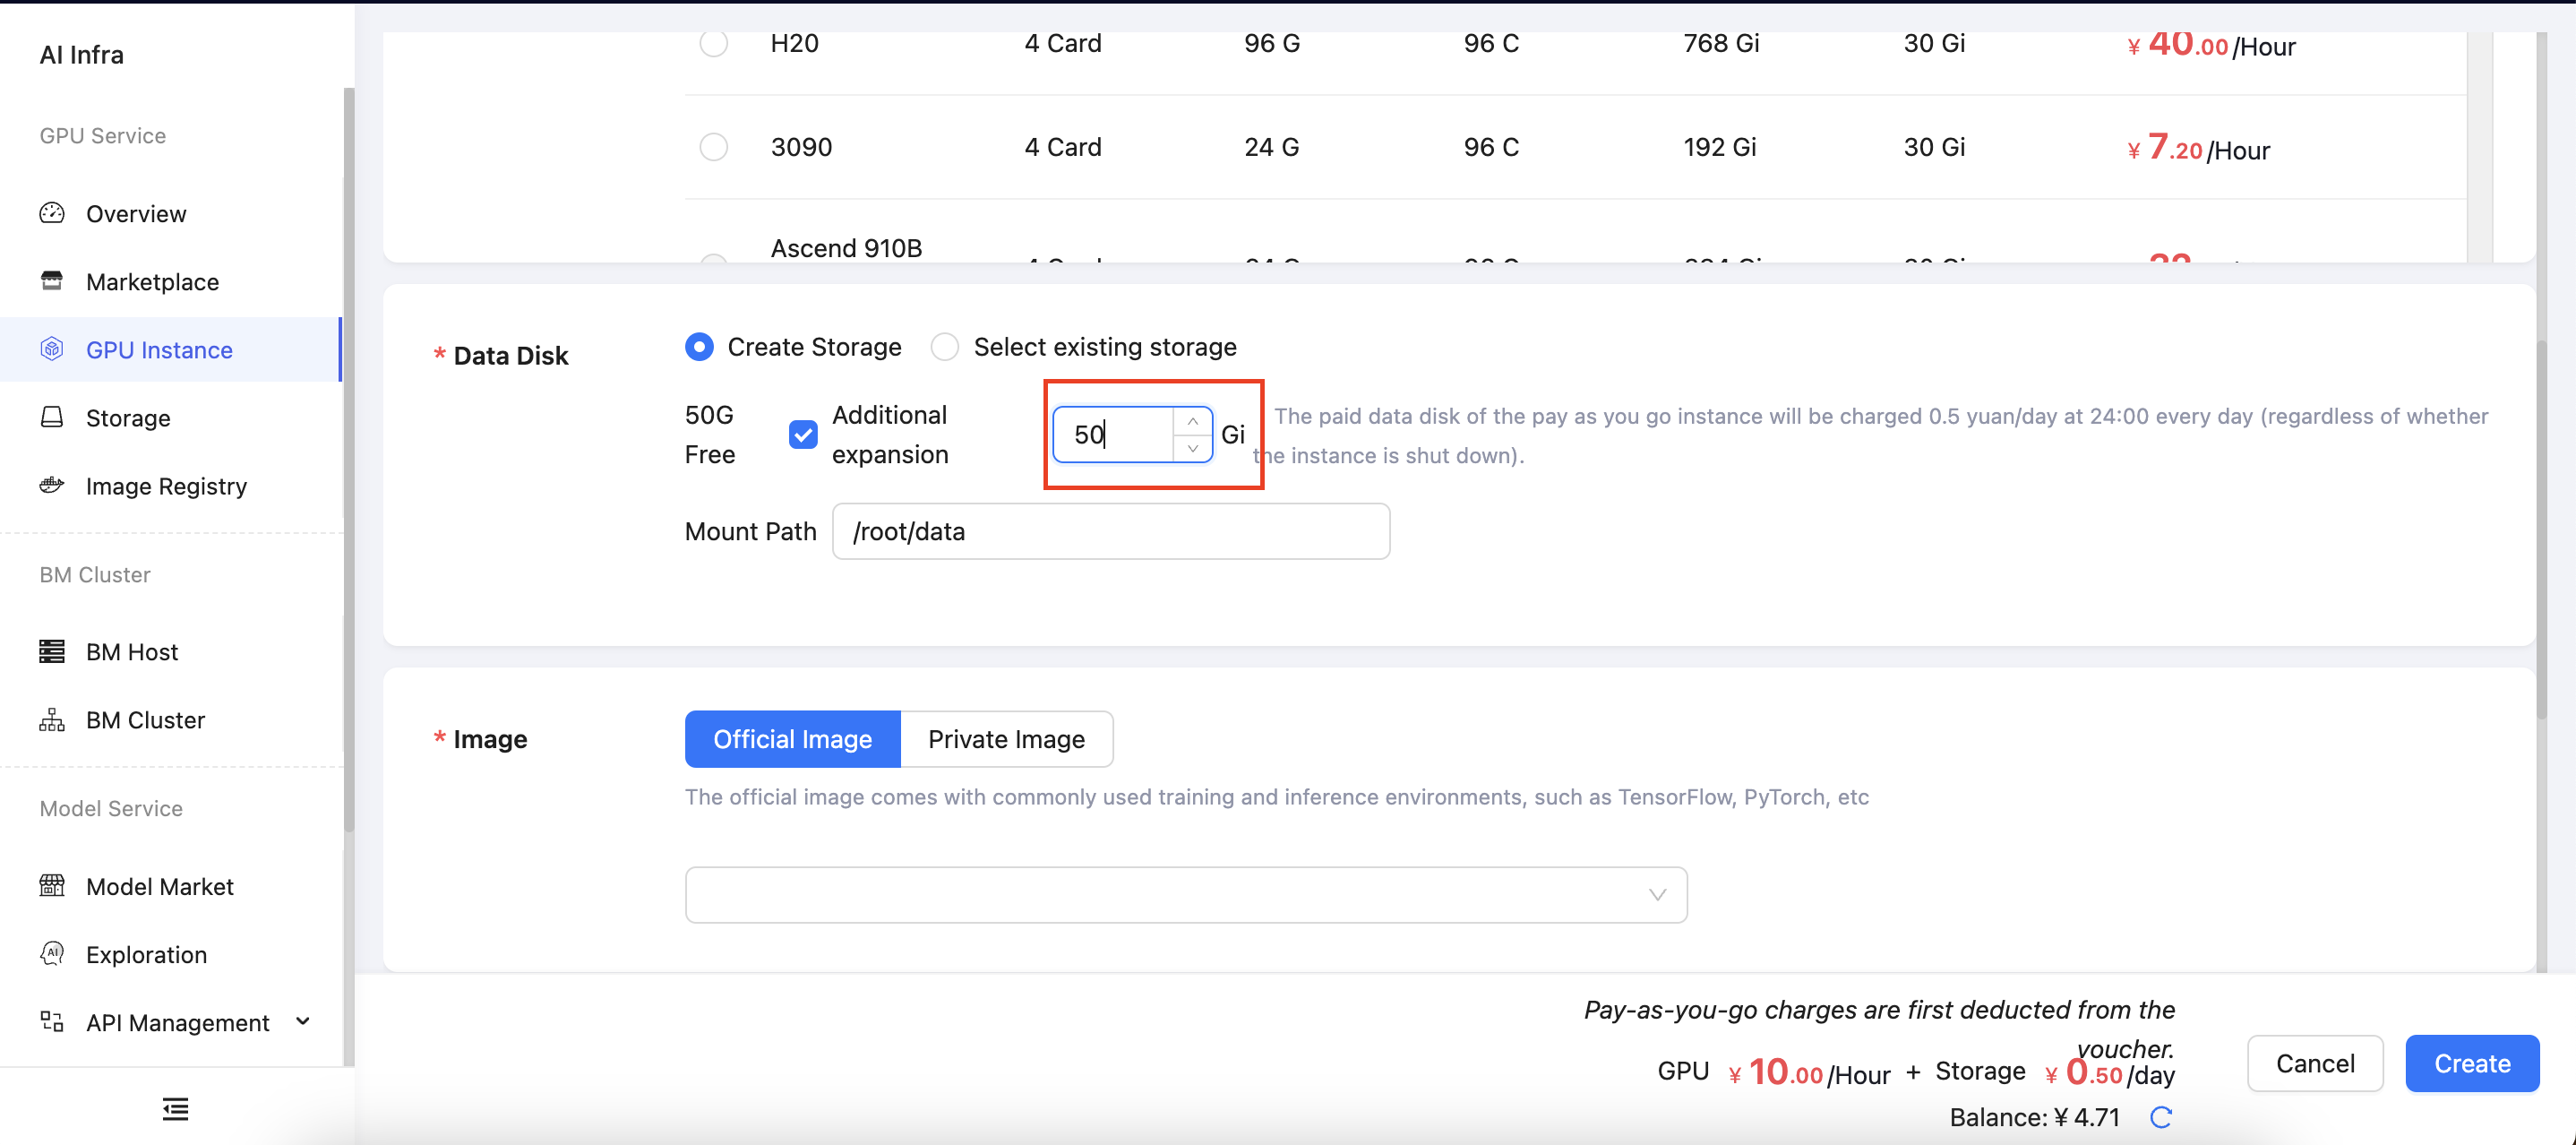 AI Infra
GPU Service
Overview
Marketplace
GPU Instance
Storage
Image Registry
BM Cluster
BM Host
BM Cluster
Model Service
Model Market
Exploration
API Management
H20 4 Card 96 G 96 C 768 Gi 30 Gi ¥ 40.00 /Hour
3090 4 Card 24 G 96 C 192 Gi 30 Gi ¥ 7.20 /Hour
Ascend 910B
* Data Disk
Create Storage Select existing storage
50G Free
Additional expansion
50 Gi
The paid data disk of the pay as you go instance will be charged 0.5 yuan/day at 24:00 every day (regardless of whether
the instance is shut down).
Mount Path /root/data
* Image
Official Image Private Image
The official image comes with commonly used training and inference environments, such as TensorFlow, PyTorch, etc
Pay-as-you-go charges are first deducted from the
voucher.
GPU ¥ 10.00 /Hour + Storage ¥ 0.50 /day
Balance: ¥ 4.71
Cancel Create